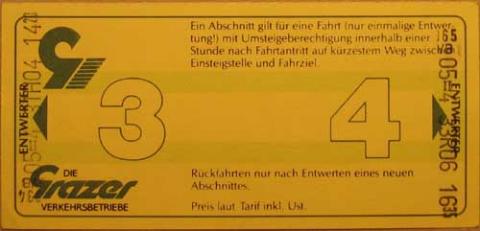 Ein Abschnitt gilt für eine Fahrt (nur einmalige Entwer-
tung!) mit Umsteigeberechtigung innerhalb einer
Stunde nach Fahrtantritt auf kürzestem Weg zwische
Einsteigstelle und Fahrziel.
ENTWERTER
3
4
ENTWERTER
DIE
Grazer
VERKEHRSBETRIEBE
Rückfahrten nur nach Entwerten eines neuen
Abschnittes.
Preis laut Tarif inkl. Ust.